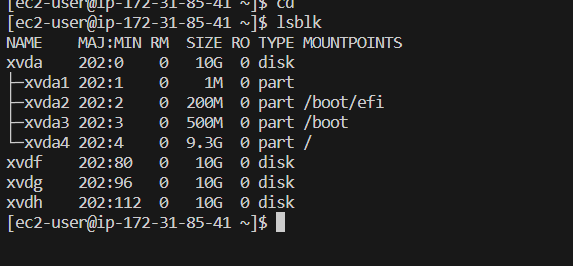 [ec2-user@ip-172-31-85-41 ~]$ cd
[ec2-user@ip-172-31-85-41 ~]$ lsblk
NAME    MAJ:MIN RM  SIZE RO TYPE MOUNTPOINTS
xvda    202:0    0   10G  0 disk
├─xvda1 202:1    0    1M  0 part
├─xvda2 202:2    0  200M  0 part /boot/efi
├─xvda3 202:3    0  500M  0 part /boot
└─xvda4 202:4    0  9.3G  0 part /
xvdf    202:80   0   10G  0 disk
xvdg    202:96   0   10G  0 disk
xvdh    202:112  0   10G  0 disk
[ec2-user@ip-172-31-85-41 ~]$